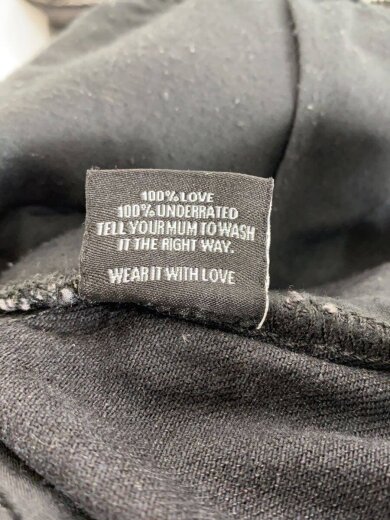 100% LOVE
100% UNDERRATED
TELL YOUR MUM TO WASH
IT THE RIGHT WAY.
WEAR IT WITH LOVE